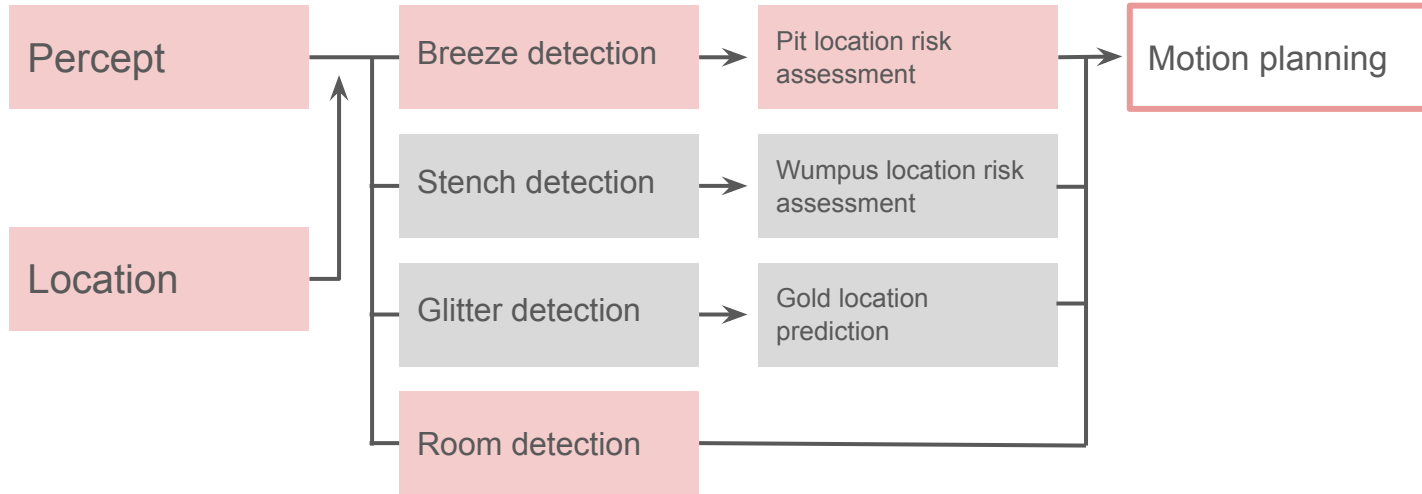 Percept
Breeze detection
Pit location risk
assessment
Motion planning
Stench detection
Wumpus location risk
assessment
Location
Glitter detection
Gold location
prediction
Room detection